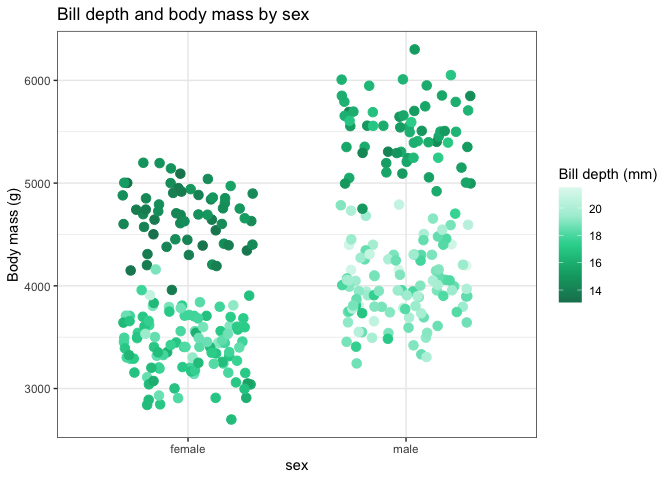 Bill depth and body mass by sex
Body mass (g)
6000
5000
4000
3000
female
male
sex
Bill depth (mm)
20
18
16
14